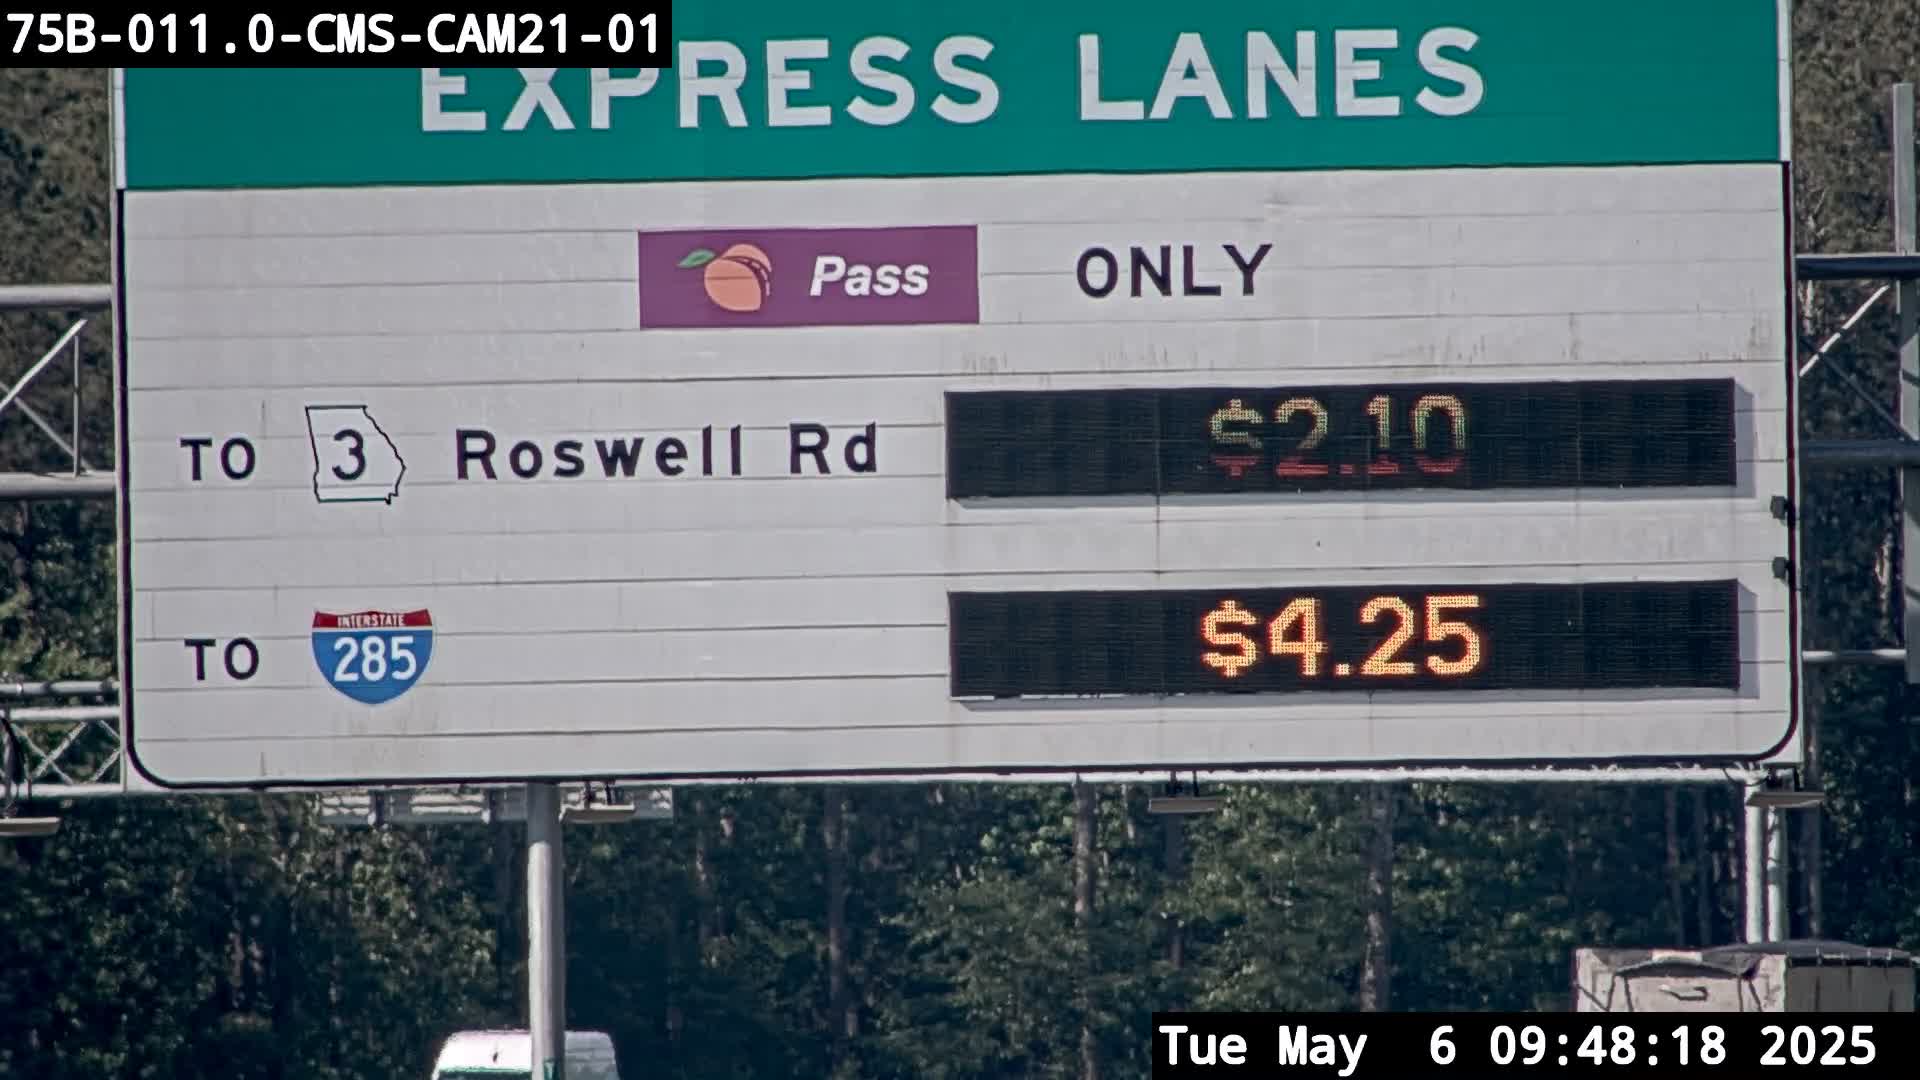 75B-011.0-CMS-CAM21-01
EXPRESS LANES
Pass ONLY
TO 3 Roswell Rd $2.10
INTERSTATE
TO 285 $4.25
Tue May 6 09:48:18 2025